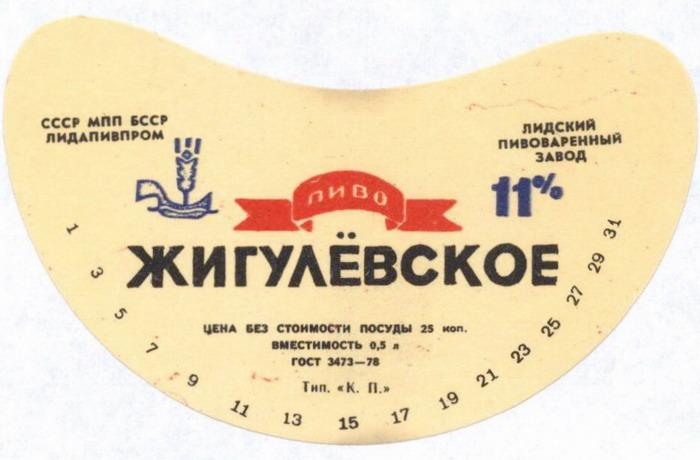 СССР МПП БССР
ЛИДАПИВПРОМ
ЛИДСКИЙ
ПИВОВАРЕННЫЙ
ЗАВОД
11%
ПИВО
ЖИГУЛЁВСКОЕ
ЦЕНА БЕЗ СТОИМОСТИ ПОСУДЫ 25 коп.
ВМЕСТИМОСТЬ 0,5 л
ГОСТ 3473—78
Тип. «К. П.»
1 3 5 7 9 11 13 15 17 19 21 23 25 27 29 31